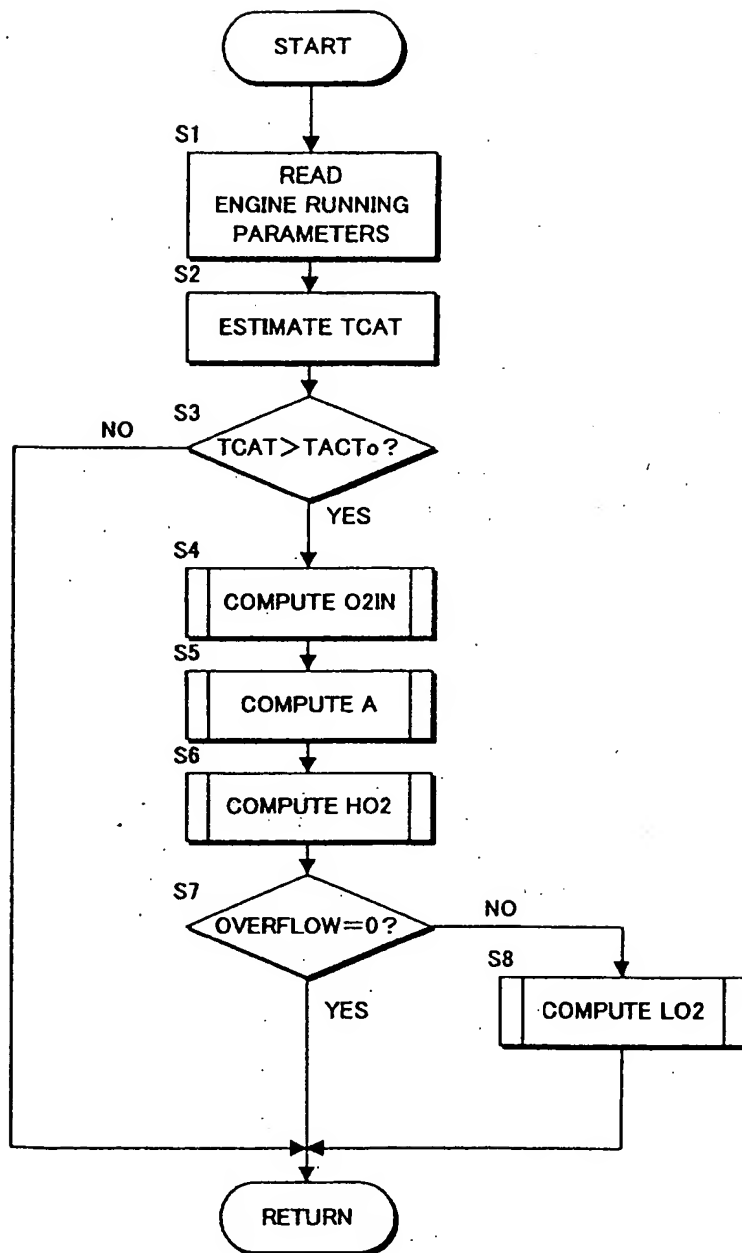 START
S1
READ
ENGINE RUNNING
PARAMETERS
S2
ESTIMATE TCAT
S3
NO
TCAT>TACTo?
YES
S4
COMPUTE O2IN
S5
COMPUTE A
S6
COMPUTE HO2
S7
OVERFLOW=0?
NO
YES
S8
COMPUTE LO2
RETURN